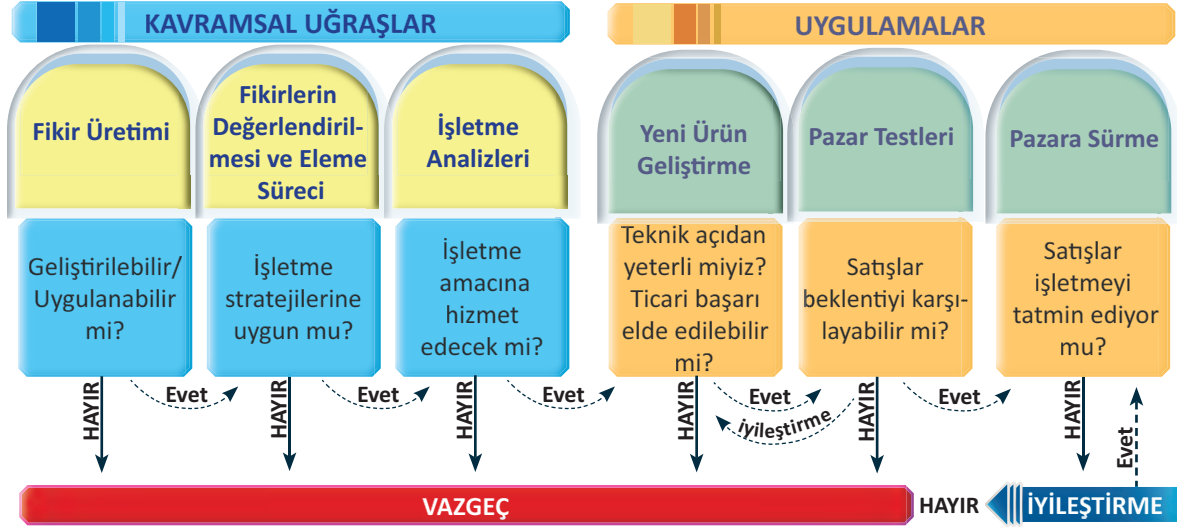 KAVRAMSAL UĞRAŞLAR
UYGULAMALAR
Fikir Üretimi
Fikirlerin
Değerlendiril-
mesi ve Eleme
Süreci
İşletme
Analizleri
Yeni Ürün
Geliştirme
Pazar Testleri
Pazara Sürme
Geliştirilebilir/
Uygulanabilir
mi?
İşletme
stratejilerine
uygun mu?
İşletme
amacına
hizmet
edecek mi?
Teknik açıdan
yeterli miyiz?
Ticari başarı
elde edilebilir
mi?
Satışlar
beklentiyi karşı-
layabilir mi?
Satışlar
işletmeyi
tatmin ediyor
mu?
HAYIR
Evet
HAYIR
Evet
HAYIR
Evet
HAYIR
Evet
iyileştirme
HAYIR
Evet
HAYIR
Evet
VAZGEÇ
HAYIR
İYİLEŞTİRME